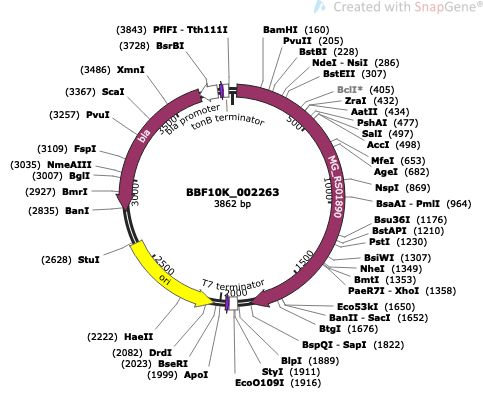 Created with SnapGene®
(3843) PflFI - Tth111I
(3728) BsrBI
(3486) XmnI
(3367) ScaI
(3257) PvuI
(3109) FspI
(3035) NmeAIII
(3007) BglI
(2927) BmrI
(2835) BanI
(2628) StuI
(2222) HaeII
(2082) DrdI
(2023) BseRI
(1999) ApoI
BamHI (160)
PvuII (205)
BstBI (228)
NdeI - NsiI (286)
BstEII (307)
BclI* (405)
ZraI (432)
AatII (434)
PshAI (477)
SalI (497)
AccI (498)
MfeI (653)
AgeI (682)
NspI (869)
BsaAI - PmlI (964)
Bsu36I (1176)
BstAPI (1210)
PstI (1230)
BsiWI (1307)
NheI (1349)
BmtI (1353)
PaeR7I - XhoI (1358)
Eco53kI (1650)
BanII - SacI (1652)
BtgI (1676)
BspQI - SapI (1822)
BlpI (1889)
StyI (1911)
EcoO109I (1916)
bla promoter
tonB terminator
bla
MG_RS01890
BBF10K_002263
3862 bp
T7 terminator
ori
500
1000
1500
2000
2500
3000
3500